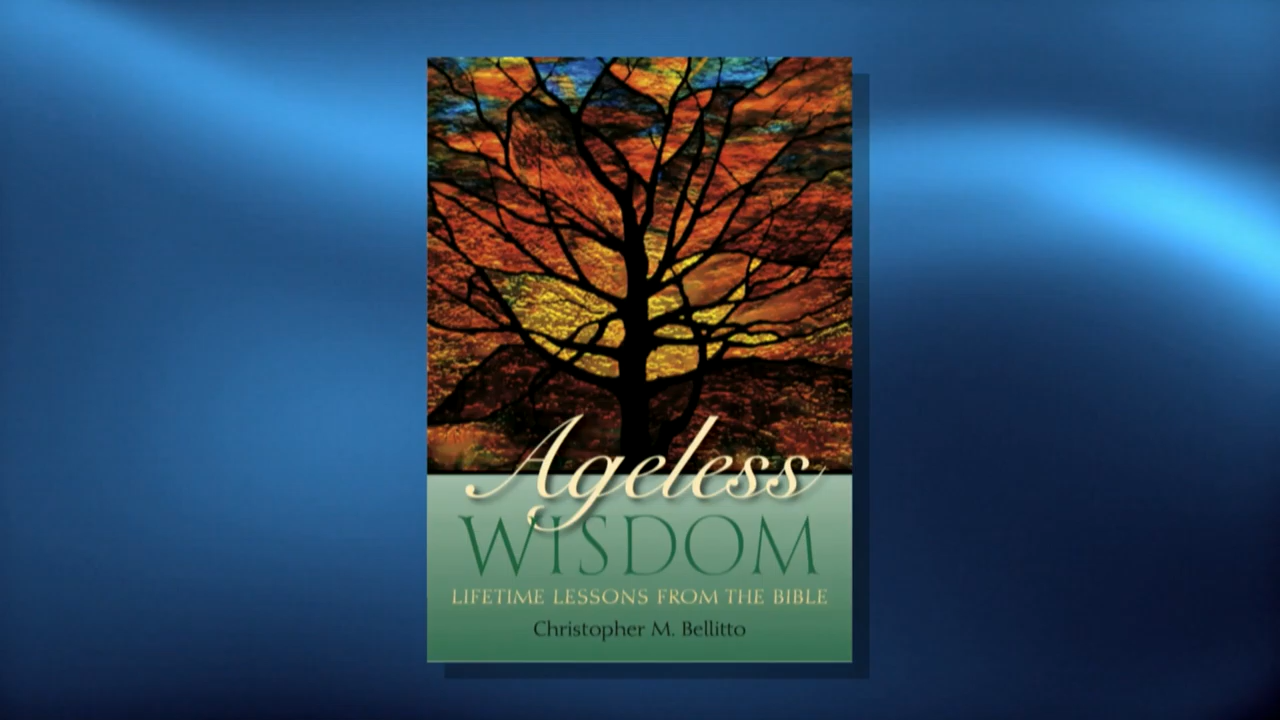 Ageless
WISDOM
LIFETIME LESSONS FROM THE BIBLE
Christopher M. Bellitto